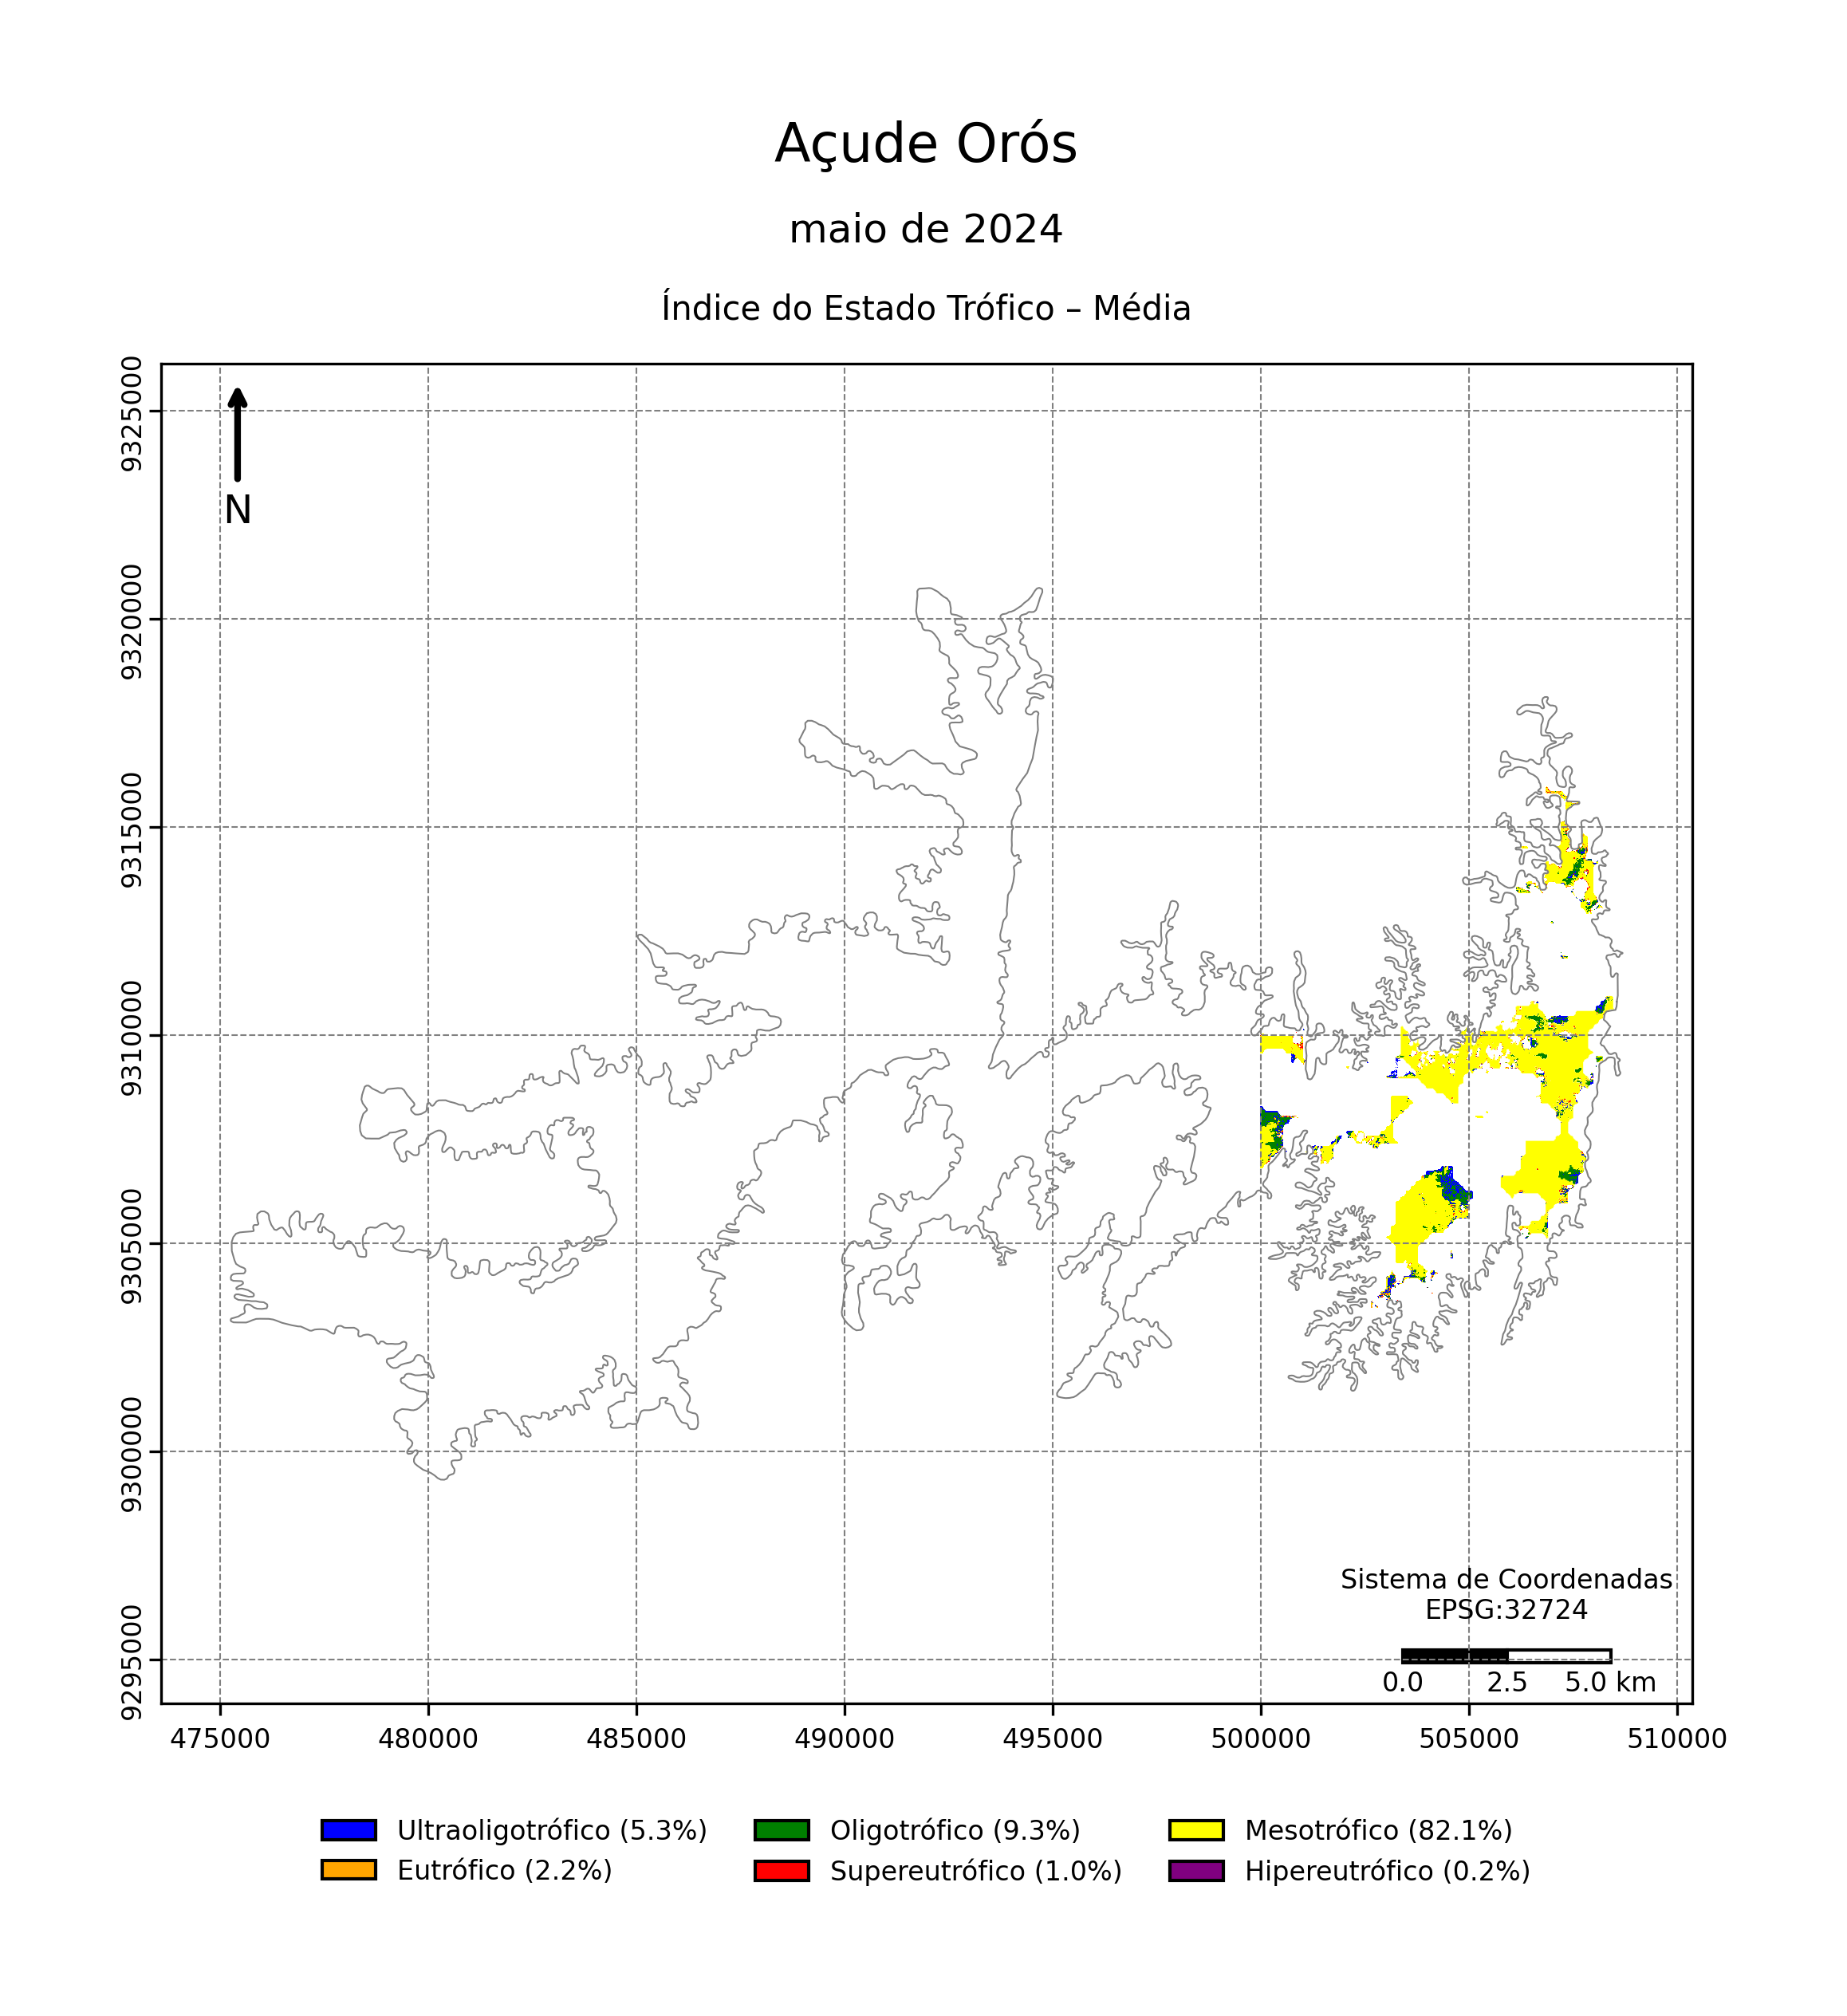 Açude Orós
maio de 2024
Índice do Estado Trófico – Média
9325000
9320000
9315000
9310000
9305000
9300000
9295000
N
Sistema de Coordenadas
EPSG:32724
0.0 2.5 5.0 km
475000 480000 485000 490000 495000 500000 505000 510000
Ultraoligotrófico (5.3%) Oligotrófico (9.3%) Mesotrófico (82.1%)
Eutrófico (2.2%) Supereutrófico (1.0%) Hipereutrófico (0.2%)